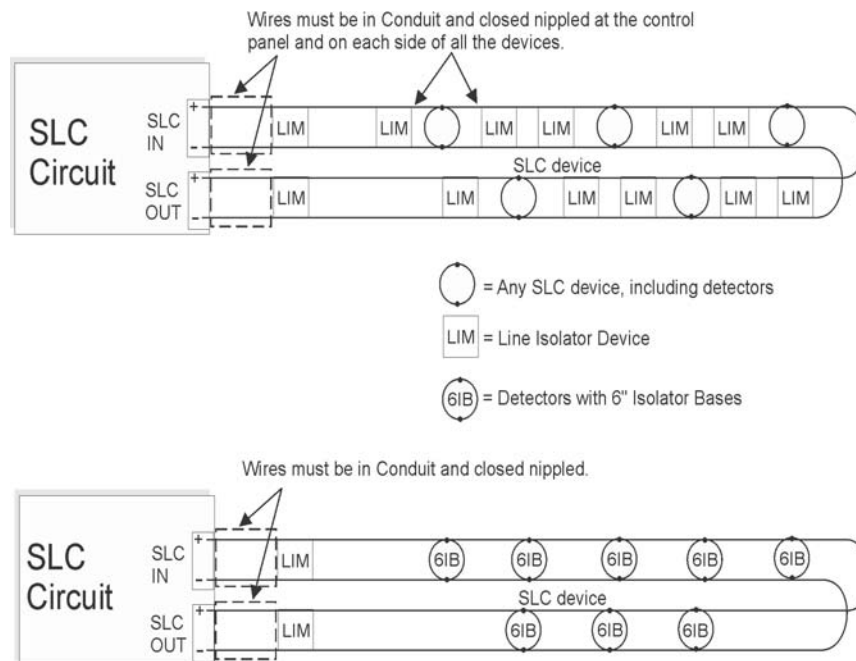 Wires must be in Conduit and closed nippled at the control
panel and on each side of all the devices.
SLC
Circuit
+
SLC
IN
-
LIM LIM LIM LIM LIM LIM
SLC device
+
SLC
OUT
-
LIM LIM LIM LIM LIM LIM
= Any SLC device, including detectors
LIM = Line Isolator Device
6IB = Detectors with 6" Isolator Bases
Wires must be in Conduit and closed nippled.
SLC
Circuit
+
SLC
IN
-
LIM 6IB 6IB 6IB 6IB 6IB
SLC device
+
SLC
OUT
-
LIM 6IB 6IB 6IB